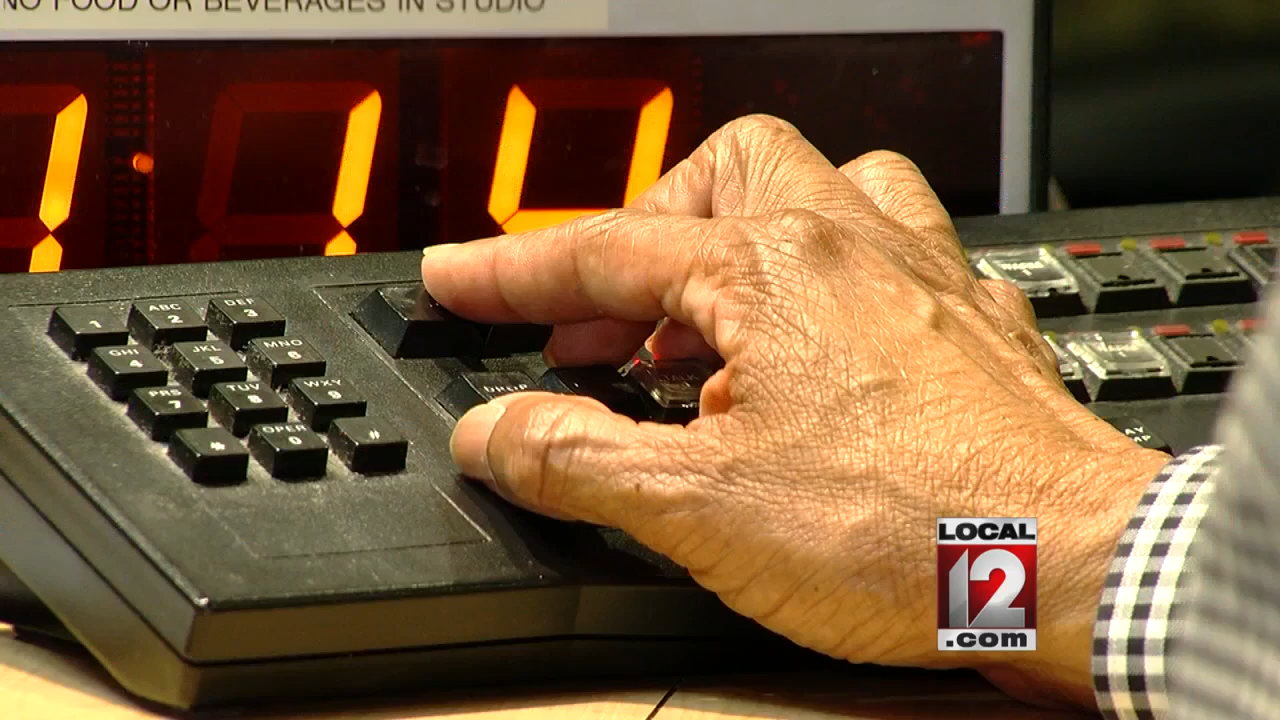 NO FOOD OR BEVERAGES IN STUDIO
1
ABC
2
DEF
3
GHI
4
JKL
5
MNO
6
PRS
7
TUV
8
WXY
9
*
OPER
0
#
DROP
LOCAL
12
.com